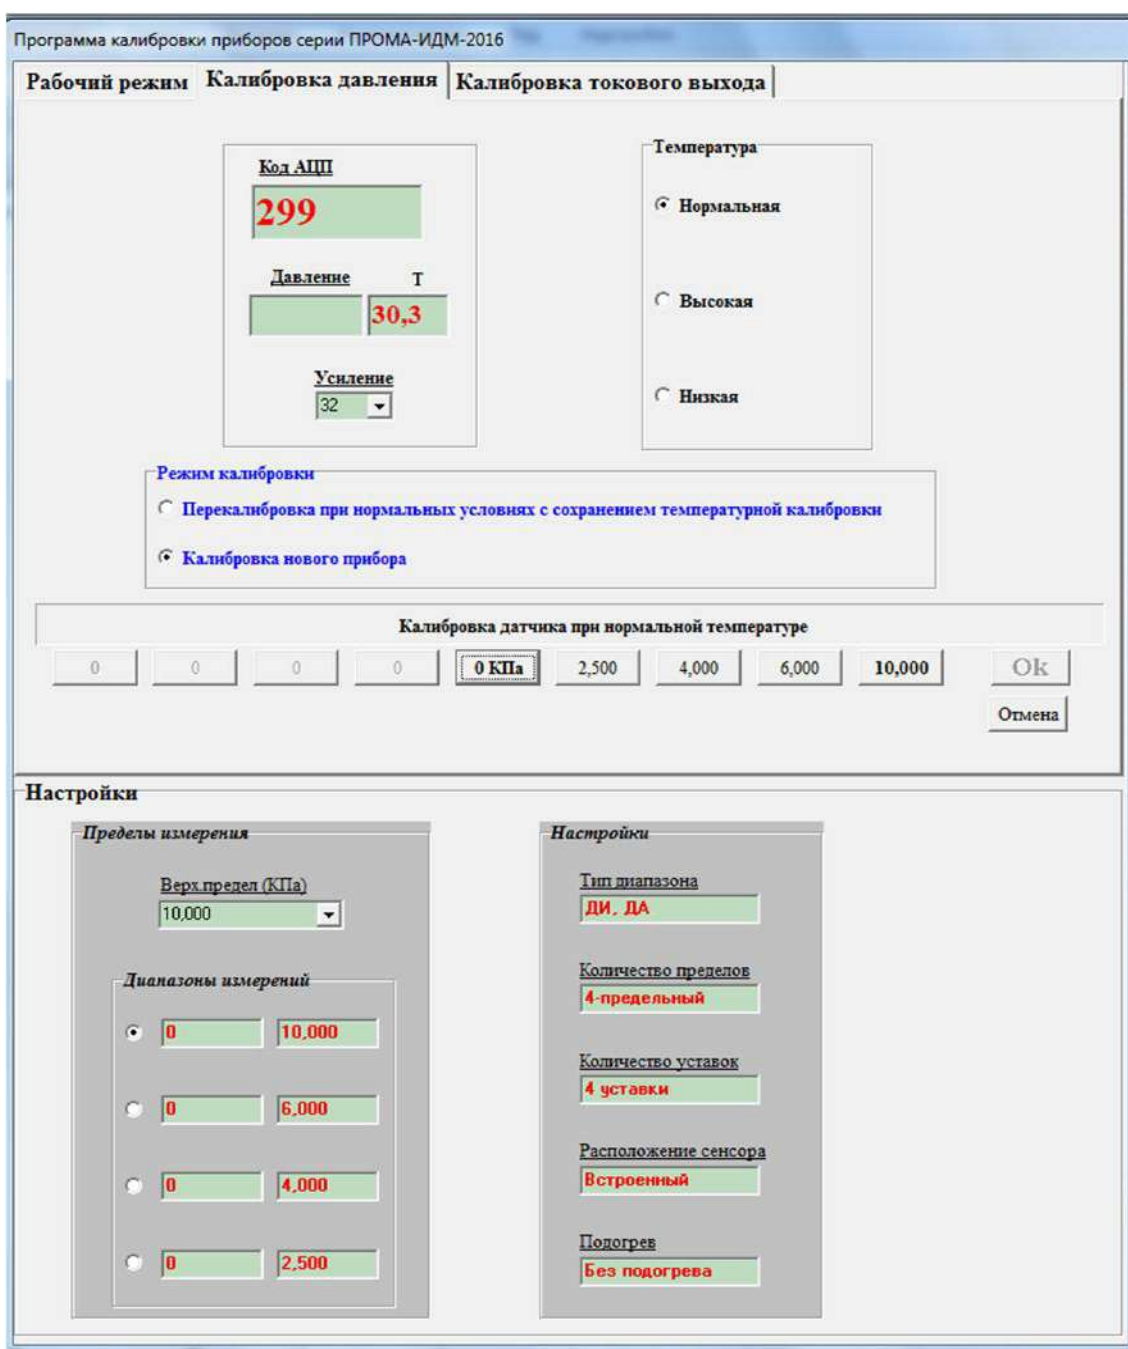 Программа калибровки приборов серии ПРОМА-ИДМ-2016
Рабочий режим Калибровка давления Калибровка токового выхода
Код АЦП
299
Давление Т
30,3
Усиление
32
Температура
Нормальная
Высокая
Низкая
Режим калибровки
Перекалибровка при нормальных условиях с сохранением температурной калибровки
Калибровка нового прибора
Калибровка датчика при нормальной температуре
0 0 0 0 0 КПа 2,500 4,000 6,000 10,000 Ok
Отмена
Настройки
Пределы измерения
Верх.предел (КПа)
10,000
Диапазоны измерений
0 10,000
0 6,000
0 4,000
0 2,500
Настройки
Тип диапазона
ДИ, ДА
Количество пределов
4-предельный
Количество уставок
4 уставки
Расположение сенсора
Встроенный
Подогрев
Без подогрева